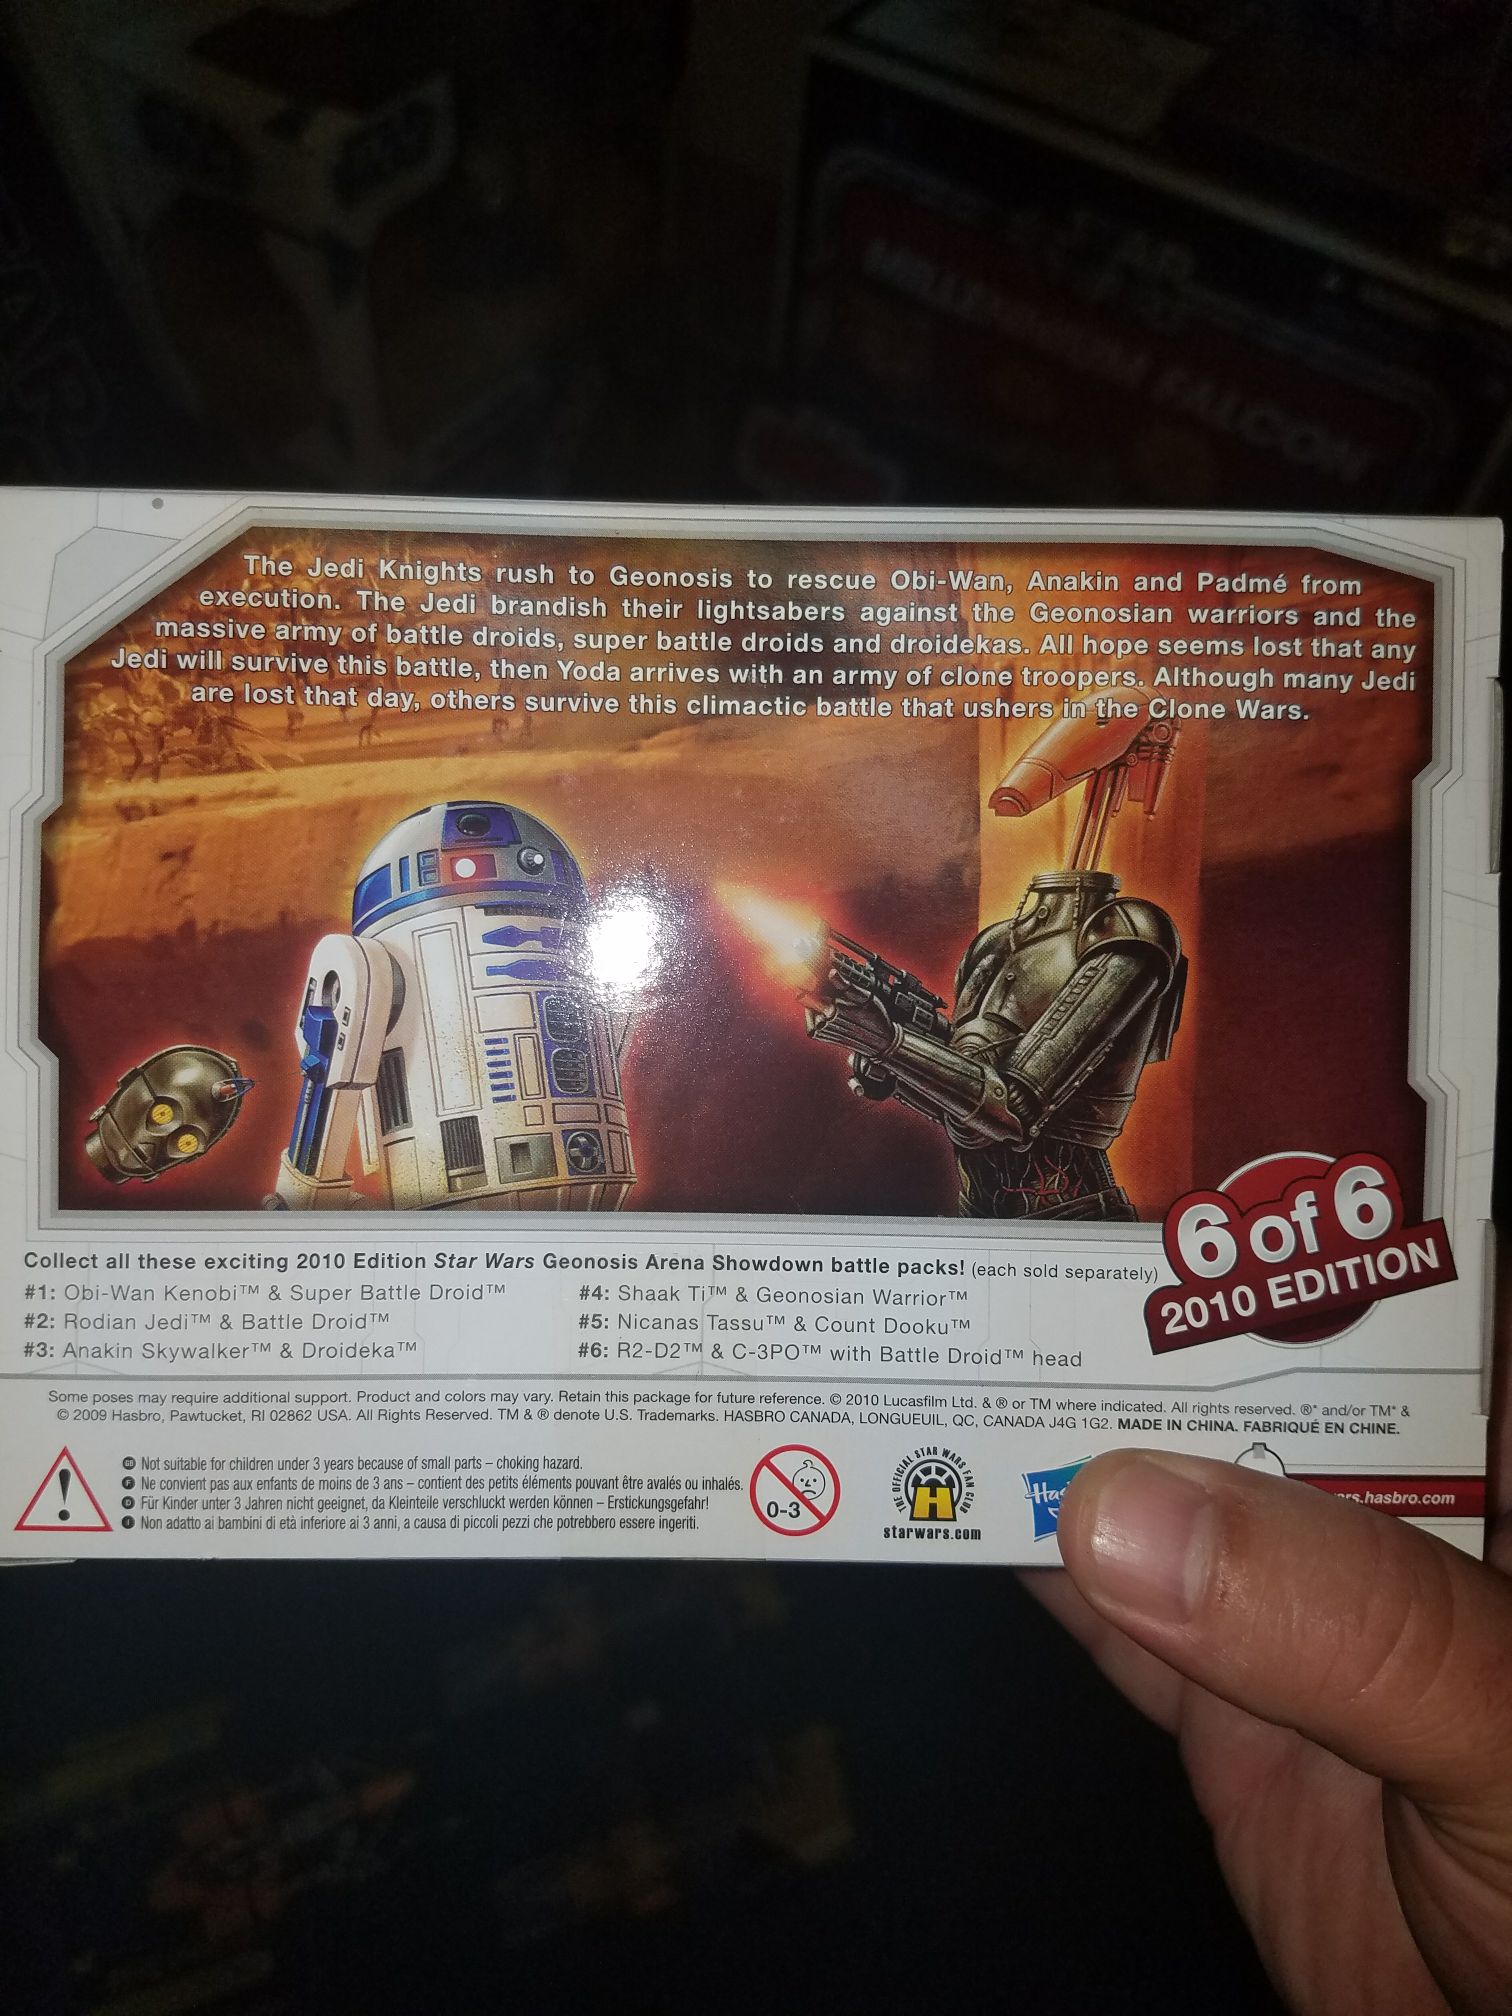 MILLENNIUM FALCON
The Jedi Knights rush to Geonosis to rescue Obi-Wan, Anakin and Padmé from
execution. The Jedi brandish their lightsabers against the Geonosian warriors and the
massive army of battle droids, super battle droids and droidekas. All hope seems lost that any
Jedi will survive this battle, then Yoda arrives with an army of clone troopers. Although many Jedi
are lost that day, others survive this climactic battle that ushers in the Clone Wars.
6 of 6
2010 EDITION
Collect all these exciting 2010 Edition Star Wars Geonosis Arena Showdown battle packs! (each sold separately)
#1: Obi-Wan Kenobi™ & Super Battle Droid™
#2: Rodian Jedi™ & Battle Droid™
#3: Anakin Skywalker™ & Droideka™
#4: Shaak Ti™ & Geonosian Warrior™
#5: Nicanas Tassu™ & Count Dooku™
#6: R2-D2™ & C-3PO™ with Battle Droid™ head
Some poses may require additional support. Product and colors may vary. Retain this package for future reference. © 2010 Lucasfilm Ltd. & ® or TM where indicated. All rights reserved. ®* and/or TM* &
© 2009 Hasbro, Pawtucket, RI 02862 USA. All Rights Reserved. TM & ® denote U.S. Trademarks. HASBRO CANADA, LONGUEUIL, QC, CANADA J4G 1G2. MADE IN CHINA. FABRIQUÉ EN CHINE.
!
GB Not suitable for children under 3 years because of small parts – choking hazard.
F Ne convient pas aux enfants de moins de 3 ans – contient des petits éléments pouvant être avalés ou inhalés.
D Für Kinder unter 3 Jahren nicht geeignet, da Kleinteile verschluckt werden können – Erstickungsgefahr!
I Non adatto ai bambini di età inferiore ai 3 anni, a causa di piccoli pezzi che potrebbero essere ingeriti.
0-3
THE OFFICIAL STAR WARS FAN CLUB
H
starwars.com
Has
rs.hasbro.com